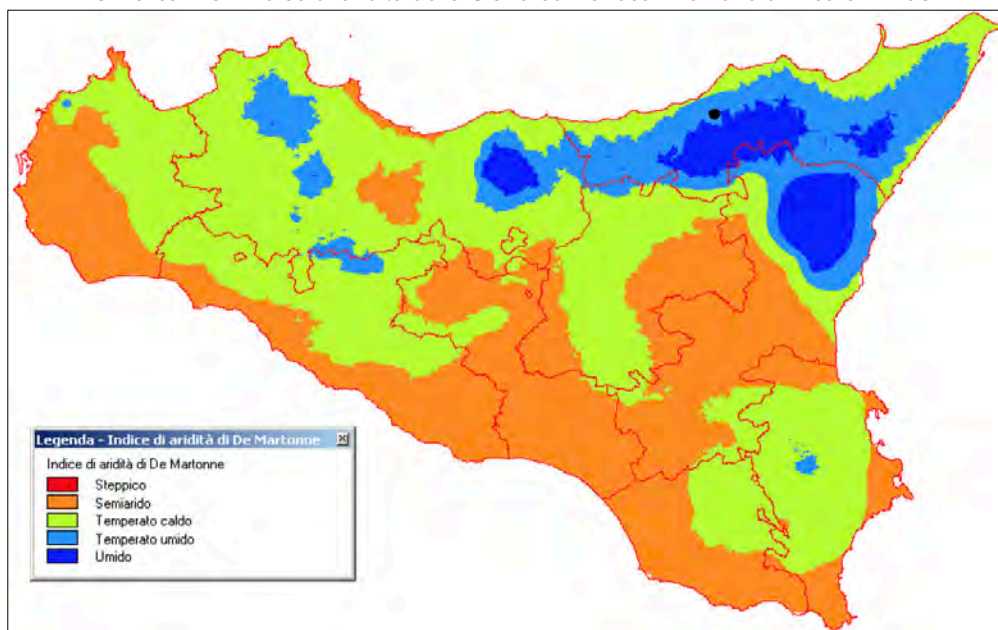 Legenda - Indice di aridità di De Martonne
Indice di aridità di De Martonne
Steppico
Semiarido
Temperato caldo
Temperato umido
Umido